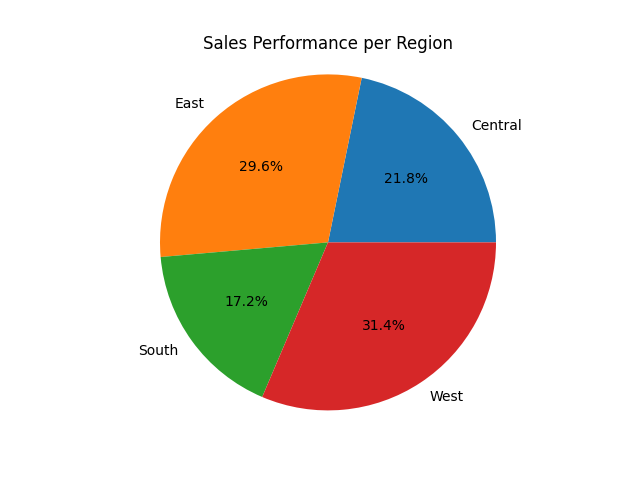 Sales Performance per Region
East
Central
29.6%
21.8%
17.2%
31.4%
South
West